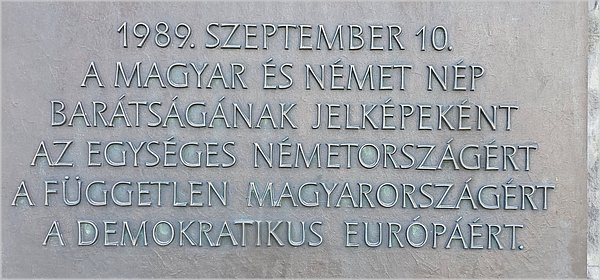 1989. SZEPTEMBER 10.
A MAGYAR ÉS NÉMET NÉP
BARÁTSÁGÁNAK JELKÉPEKÉNT
AZ EGYSÉGES NÉMETORSZÁGÉRT
A FÜGGETLEN MAGYARORSZÁGÉRT
A DEMOKRATIKUS EURÓPÁÉRT.